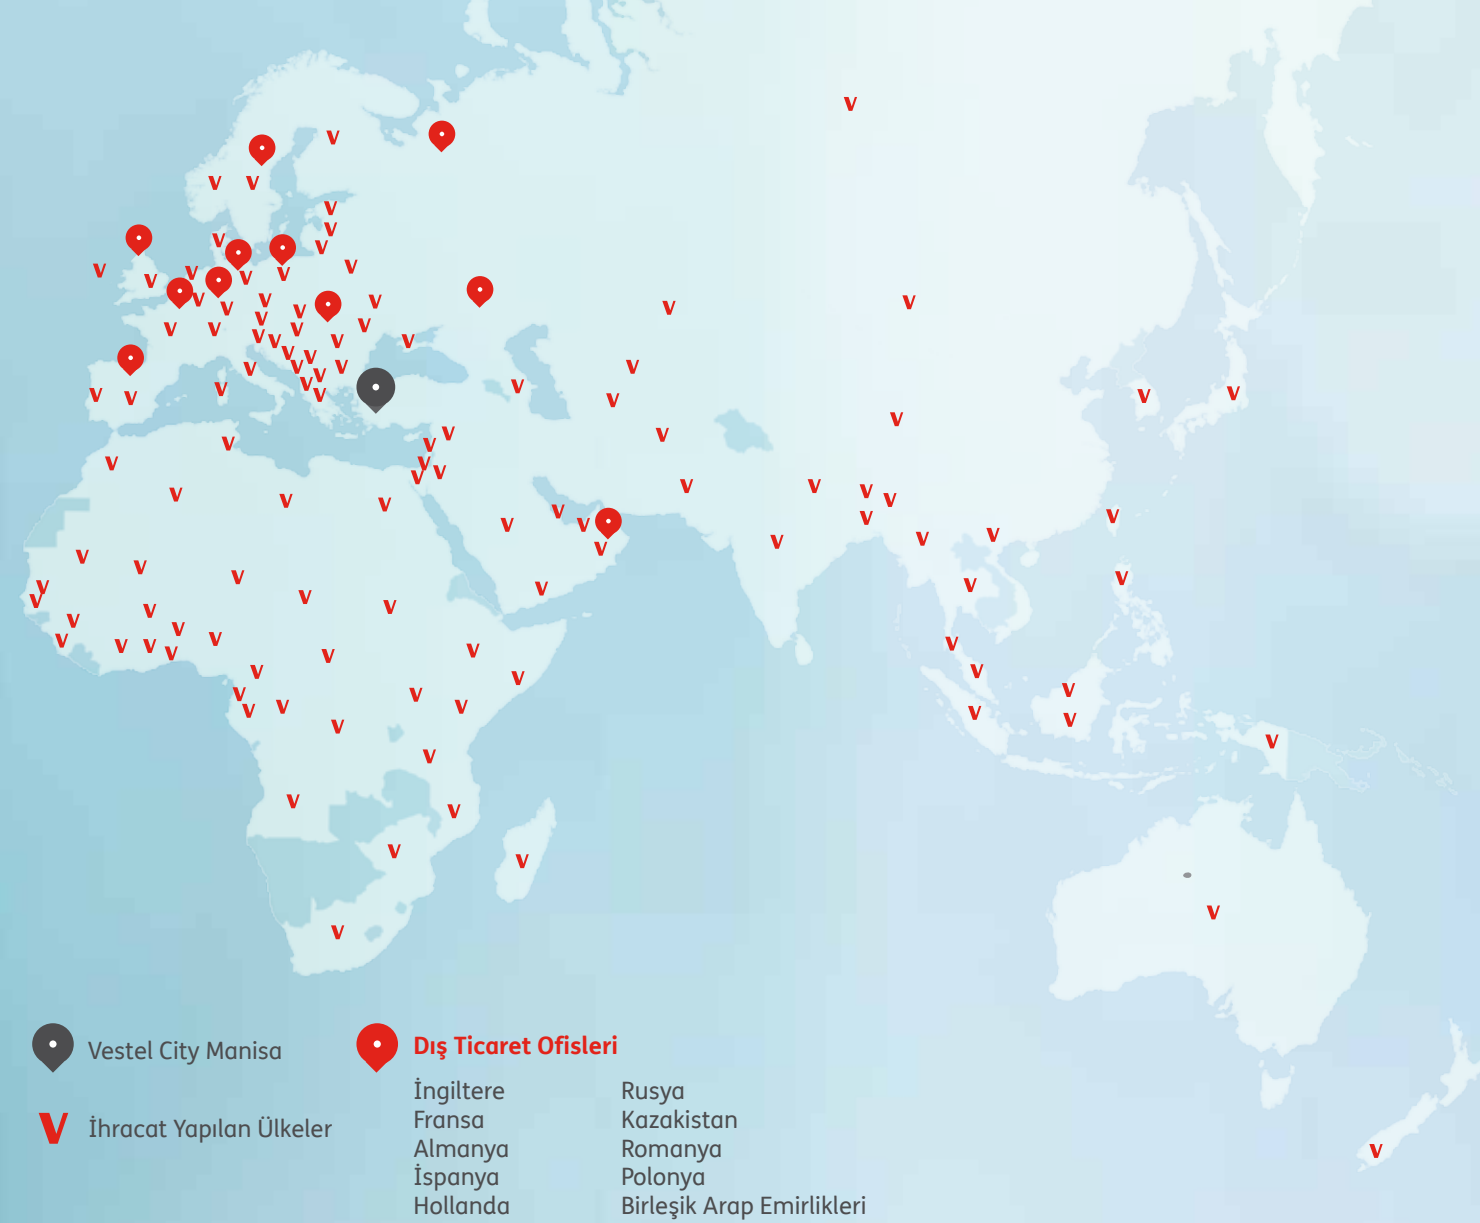 Vestel City Manisa
İhracat Yapılan Ülkeler
Dış Ticaret Ofisleri
İngiltere
Fransa
Almanya
İspanya
Hollanda
Rusya
Kazakistan
Romanya
Polonya
Birleşik Arap Emirlikleri